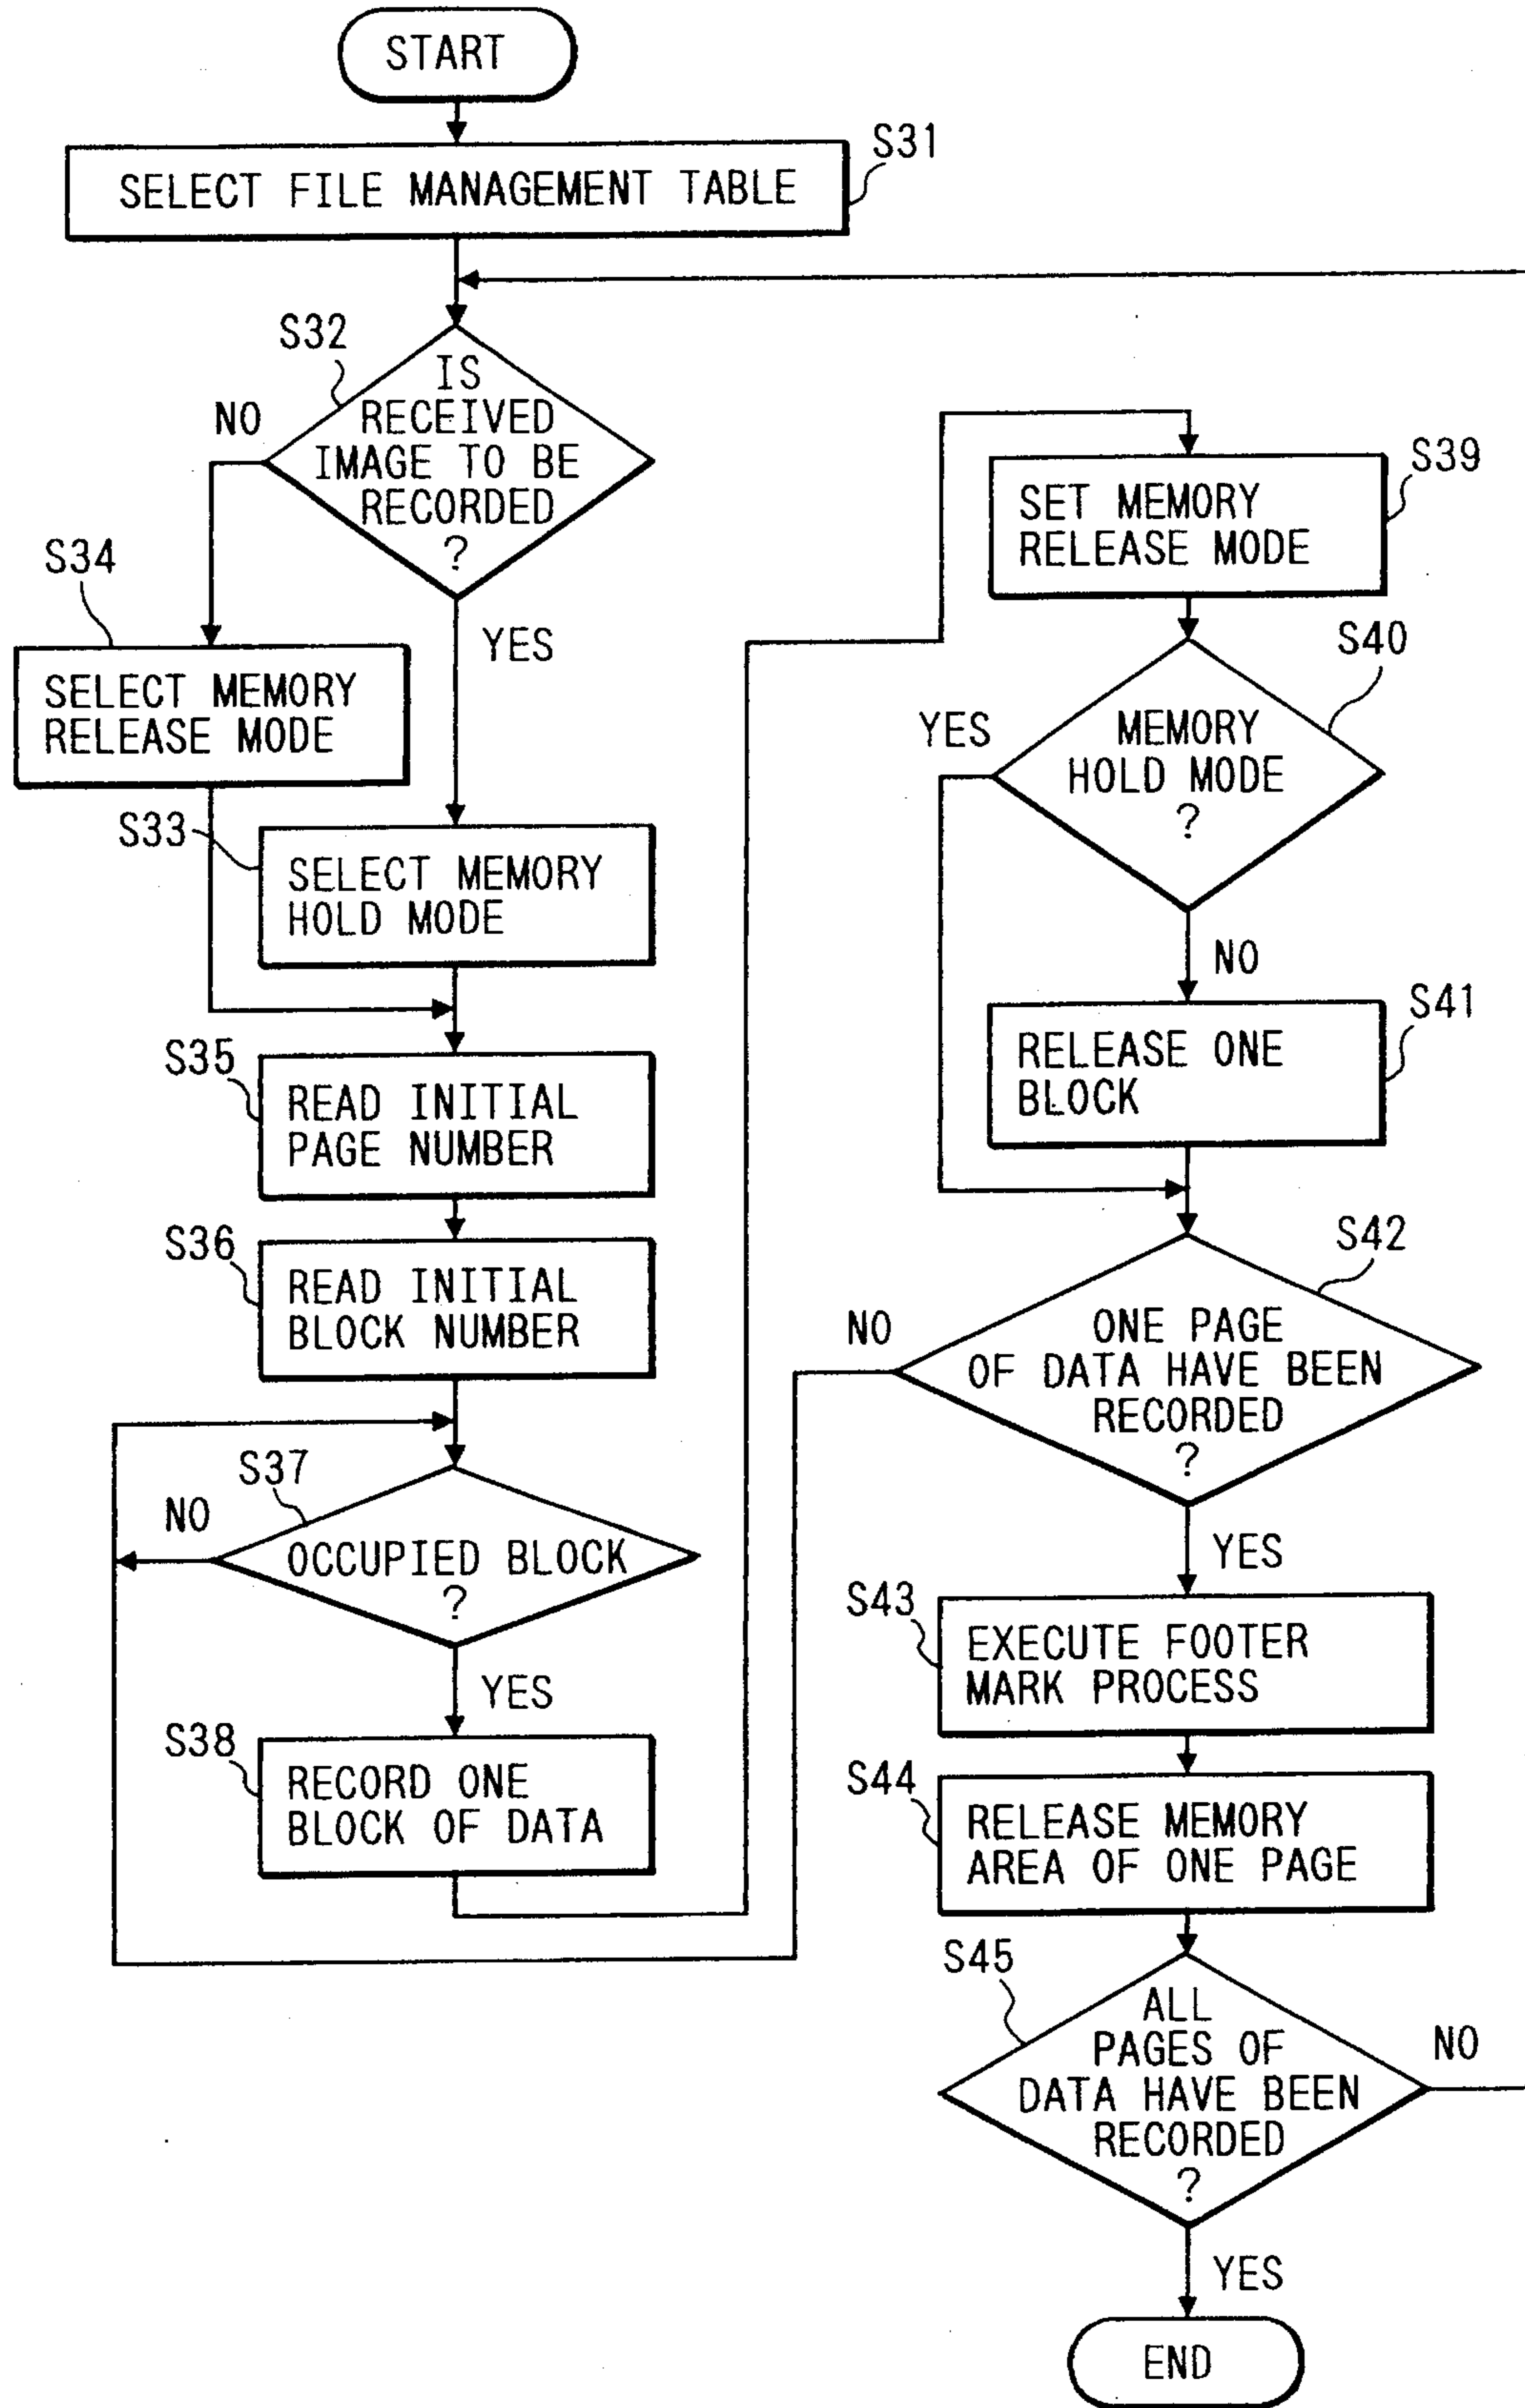 START
S31
SELECT FILE MANAGEMENT TABLE
S32
IS
RECEIVED
IMAGE TO BE
RECORDED
?
NO
YES
S34
SELECT MEMORY
RELEASE MODE
S33
SELECT MEMORY
HOLD MODE
S35
READ INITIAL
PAGE NUMBER
S36
READ INITIAL
BLOCK NUMBER
S37
OCCUPIED BLOCK
?
NO
YES
S38
RECORD ONE
BLOCK OF DATA
S39
SET MEMORY
RELEASE MODE
S40
MEMORY
HOLD MODE
?
YES
NO
S41
RELEASE ONE
BLOCK
S42
ONE PAGE
OF DATA HAVE BEEN
RECORDED
?
NO
YES
S43
EXECUTE FOOTER
MARK PROCESS
S44
RELEASE MEMORY
AREA OF ONE PAGE
S45
ALL
PAGES OF
DATA HAVE BEEN
RECORDED
?
NO
YES
END